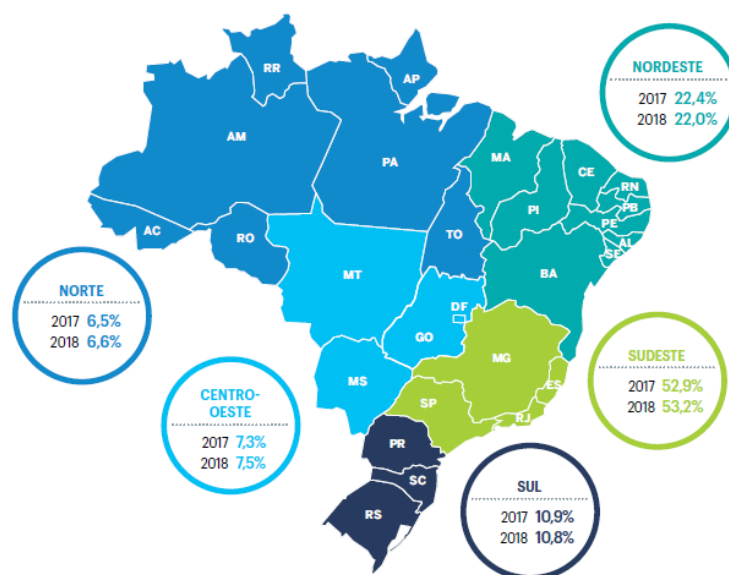 NORDESTE
2017 22,4%
2018 22,0%
RR
AP
AM
PA
MA
CE
RN
PB
PE
PI
AL
SE
AC
RO
TO
BA
MT
DF
GO
NORTE
2017 6,5%
2018 6,6%
MG
ES
SUDESTE
2017 52,9%
2018 53,2%
MS
SP
RJ
CENTRO-
OESTE
2017 7,3%
2018 7,5%
PR
SC
RS
SUL
2017 10,9%
2018 10,8%